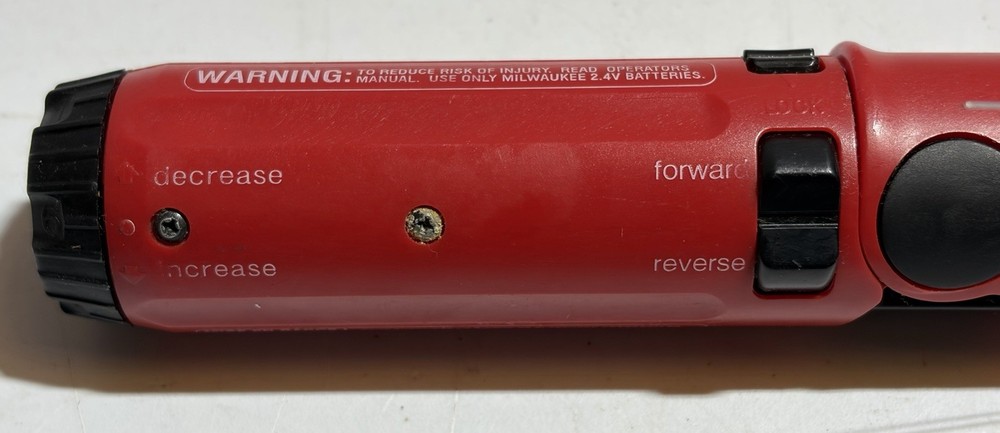 WARNING: TO REDUCE RISK OF INJURY. READ OPERATORS
MANUAL. USE ONLY MILWAUKEE 2.4V BATTERIES.
LOCK
decrease
forward
increase
reverse